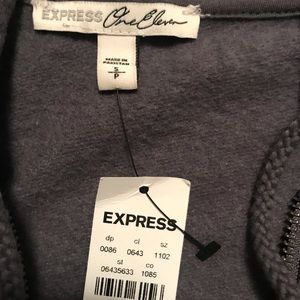 EXPRESS One Eleven
MADE IN
PAKISTAN
S
P
EXPRESS
dp cl sz
0086 0643 1102
st co
06435633 1085